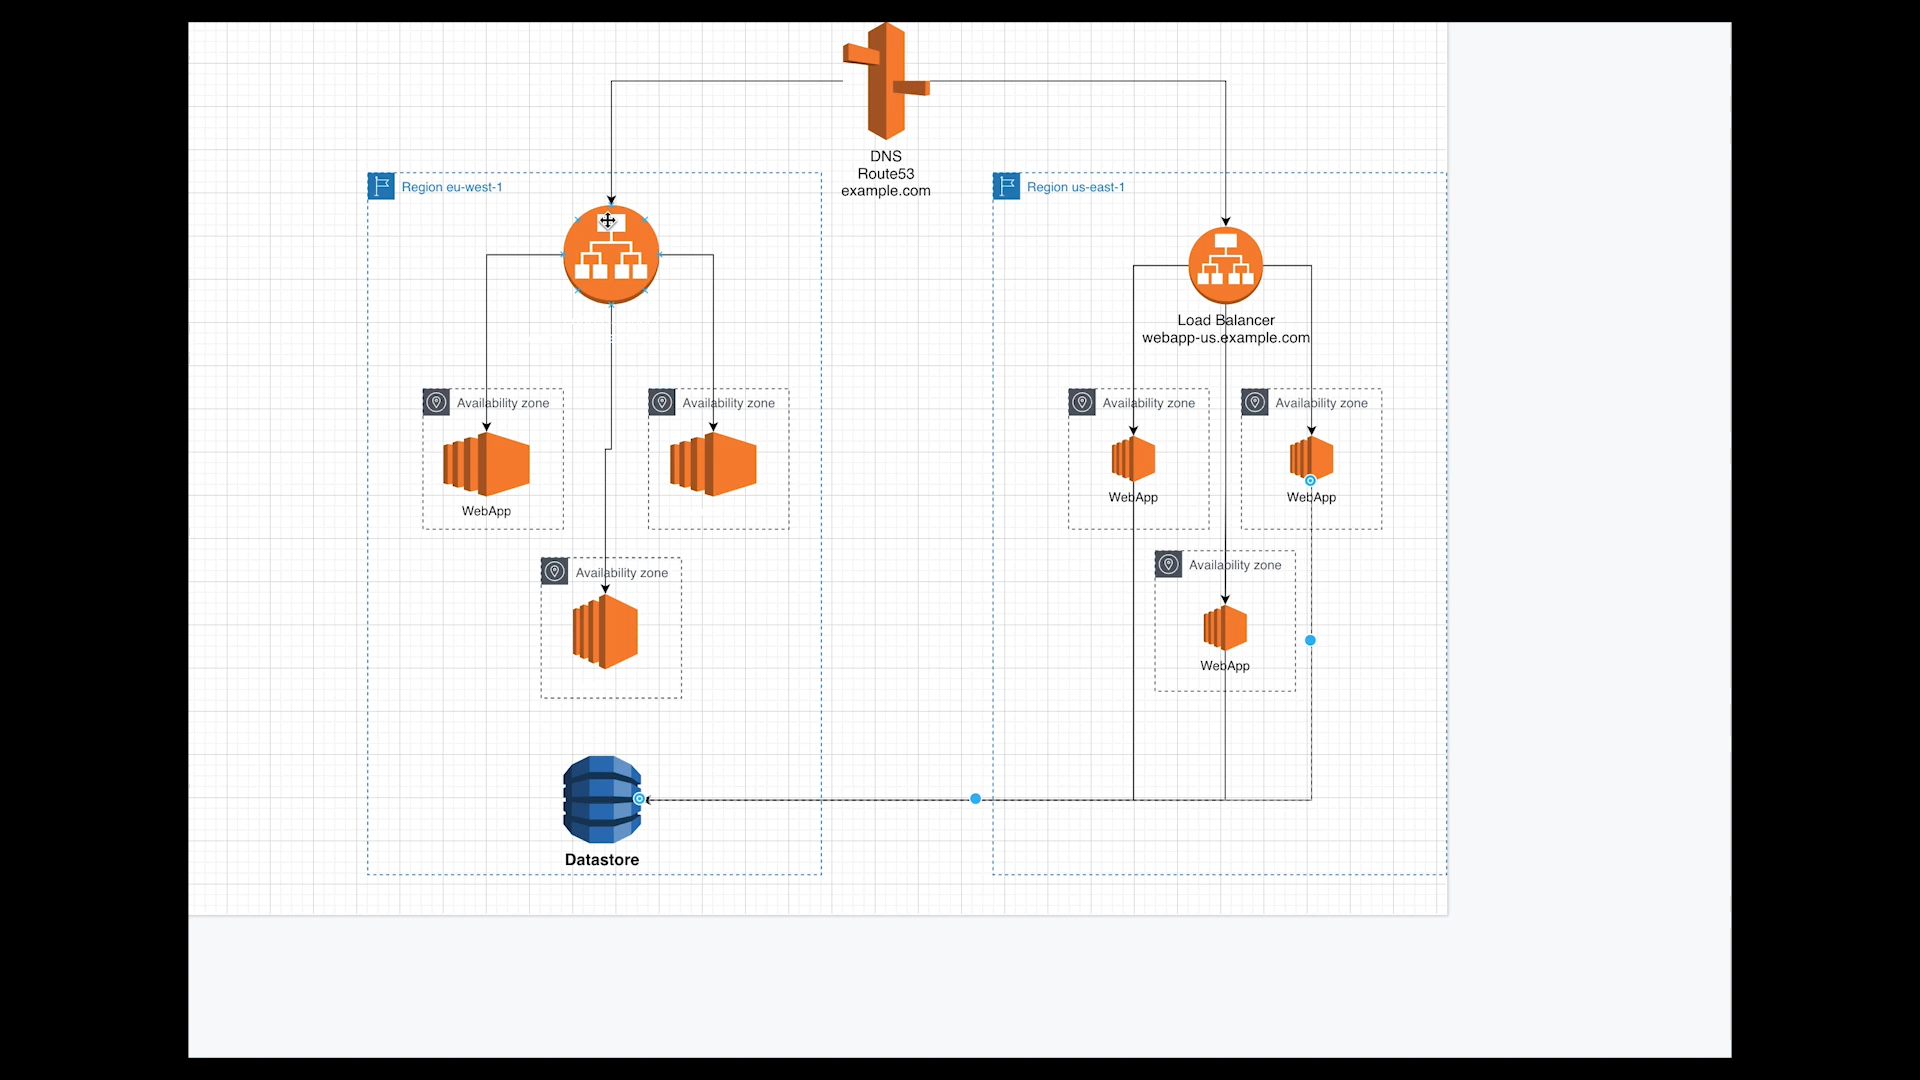 DNS
Route53
example.com
Region eu-west-1
Region us-east-1
Load Balancer
webapp-us.example.com
Availability zone
Availability zone
Availability zone
Availability zone
WebApp
WebApp
WebApp
Availability zone
Availability zone
WebApp
Datastore